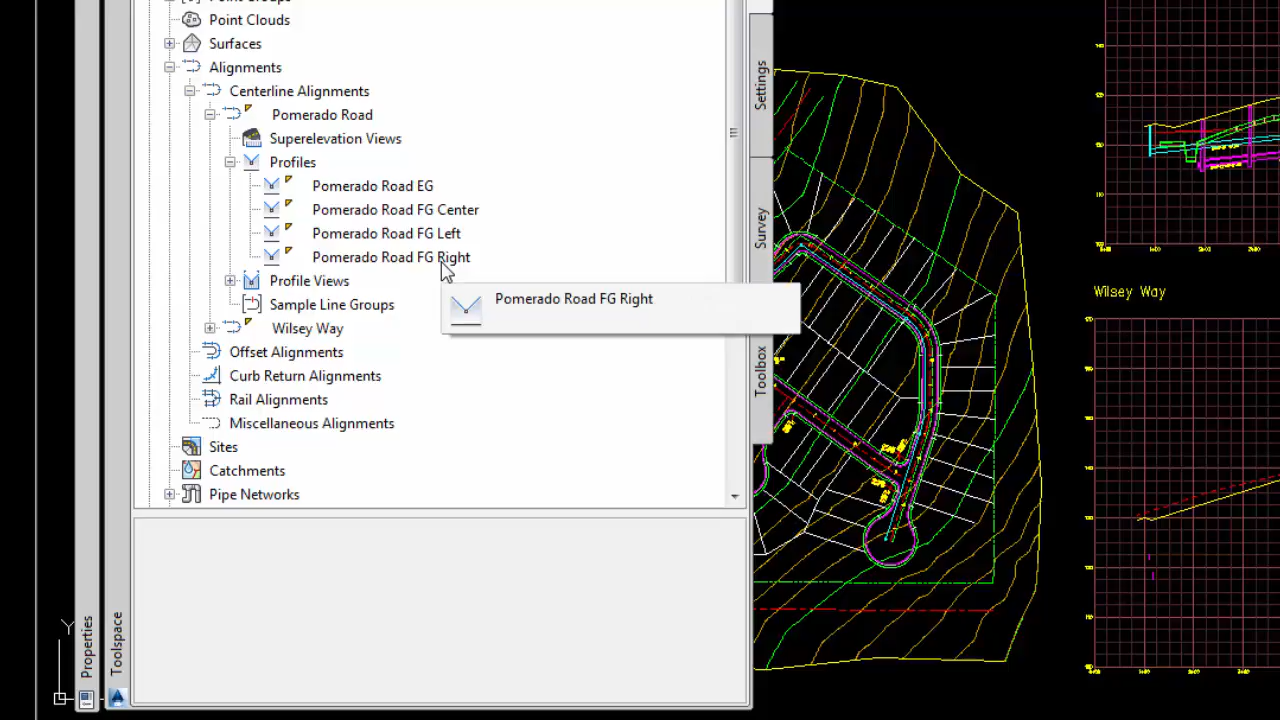 Point Clouds
Surfaces
Alignments
Centerline Alignments
Pomerado Road
Superelevation Views
Profiles
Pomerado Road EG
Pomerado Road FG Center
Pomerado Road FG Left
Pomerado Road FG Right
Profile Views
Pomerado Road FG Right
Sample Line Groups
Wilsey Way
Offset Alignments
Curb Return Alignments
Rail Alignments
Miscellaneous Alignments
Sites
Catchments
Pipe Networks
Settings
Survey
Toolbox
Properties
Toolspace
Y
Wilsey Way